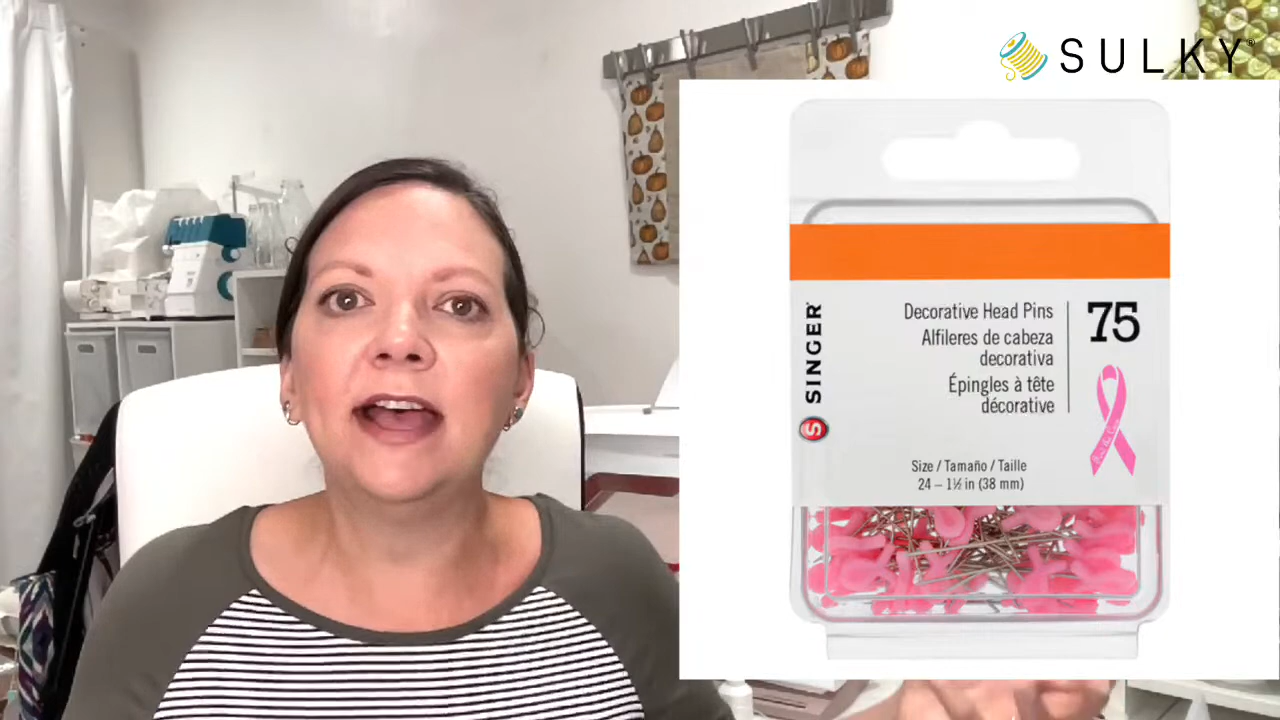 SULKY®
SINGER®
Decorative Head Pins
Alfileres de cabeza
decorativa
Épingles à tête
décorative
75
Size / Tamaño / Taille
24 – 1½ in (38 mm)